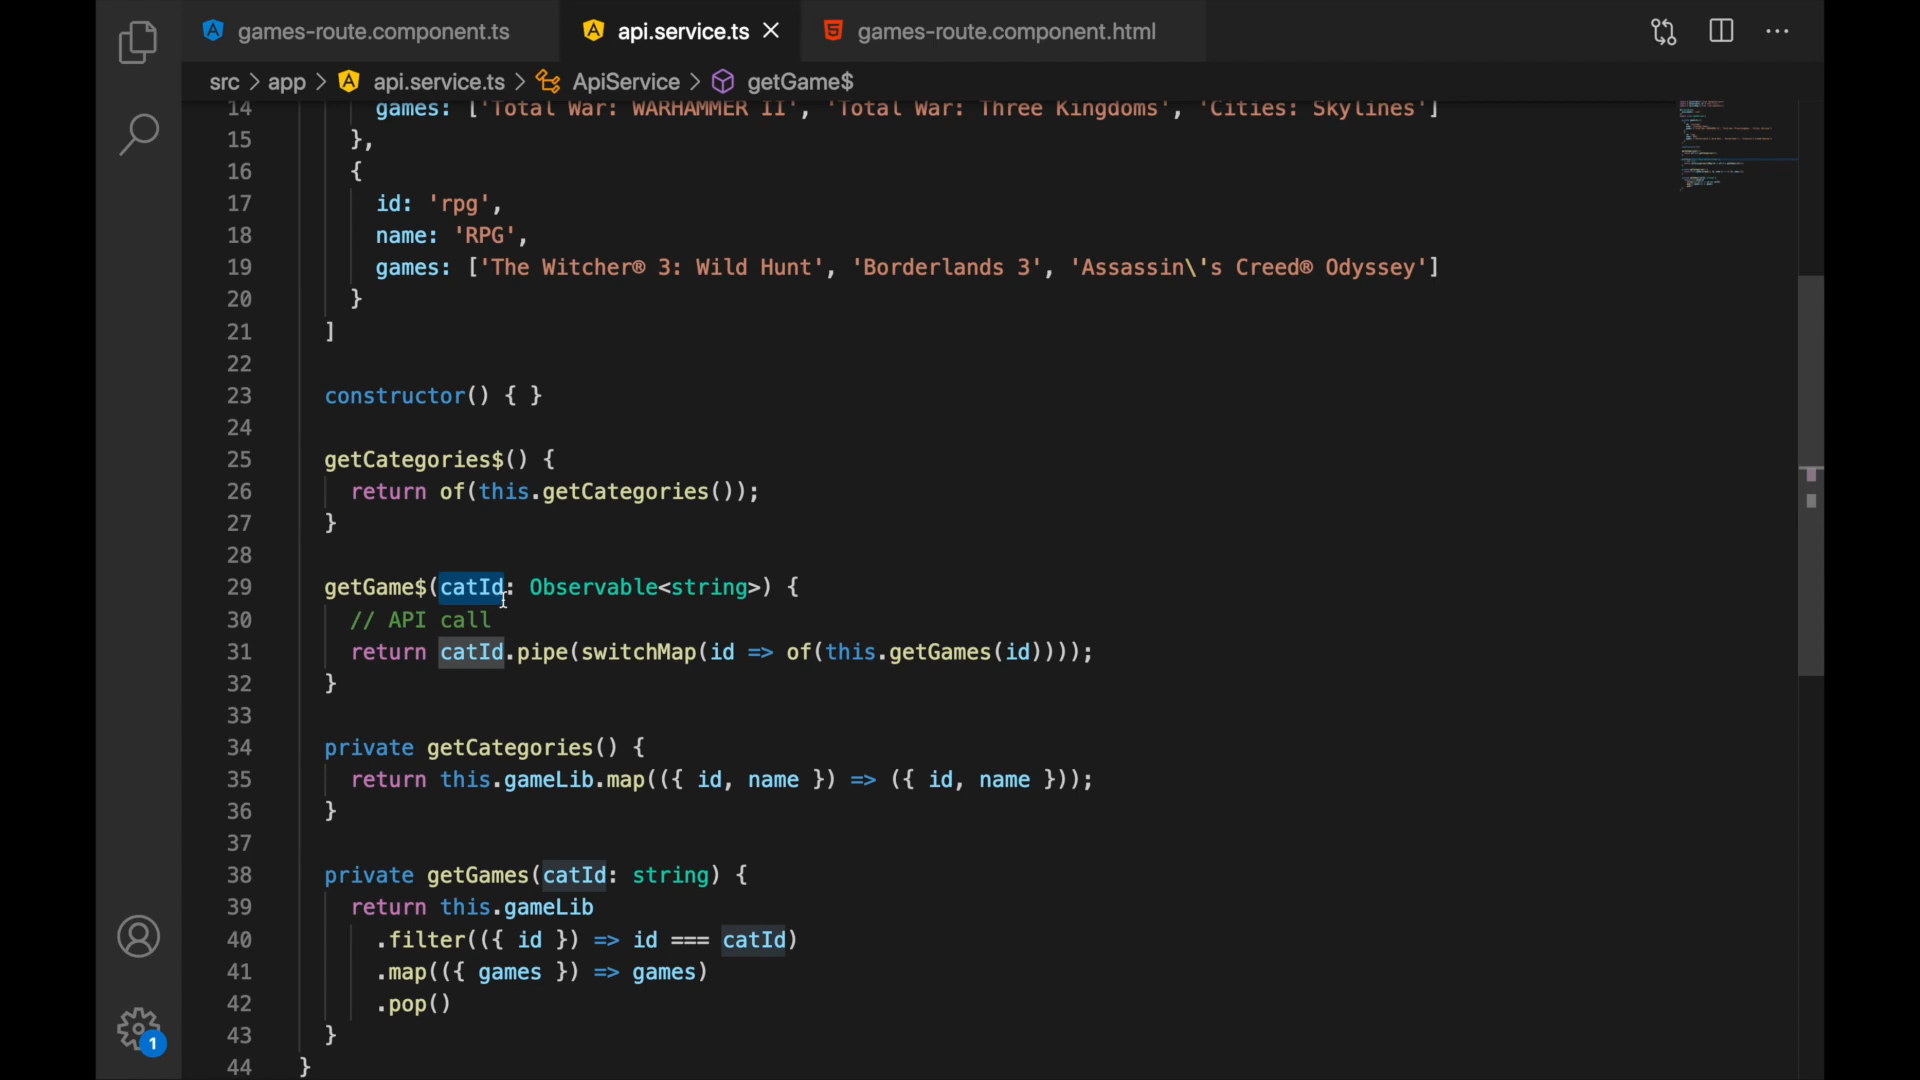 games-route.component.ts
api.service.ts
games-route.component.html
src > app > api.service.ts > ApiService > getGame$
14 games: ['Total War: WARHAMMER II', 'Total War: Three Kingdoms', 'Cities: Skylines']
15 },
16 {
17 id: 'rpg',
18 name: 'RPG',
19 games: ['The Witcher® 3: Wild Hunt', 'Borderlands 3', 'Assassin\'s Creed® Odyssey']
20 }
21 ]
22
23 constructor() { }
24
25 getCategories$() {
26 return of(this.getCategories());
27 }
28
29 getGame$(catId: Observable<string>) {
30 // API call
31 return catId.pipe(switchMap(id => of(this.getGames(id))));
32 }
33
34 private getCategories() {
35 return this.gameLib.map(({ id, name }) => ({ id, name }));
36 }
37
38 private getGames(catId: string) {
39 return this.gameLib
40 .filter(({ id }) => id === catId)
41 .map(({ games }) => games)
42 .pop()
43 }
44 }
1